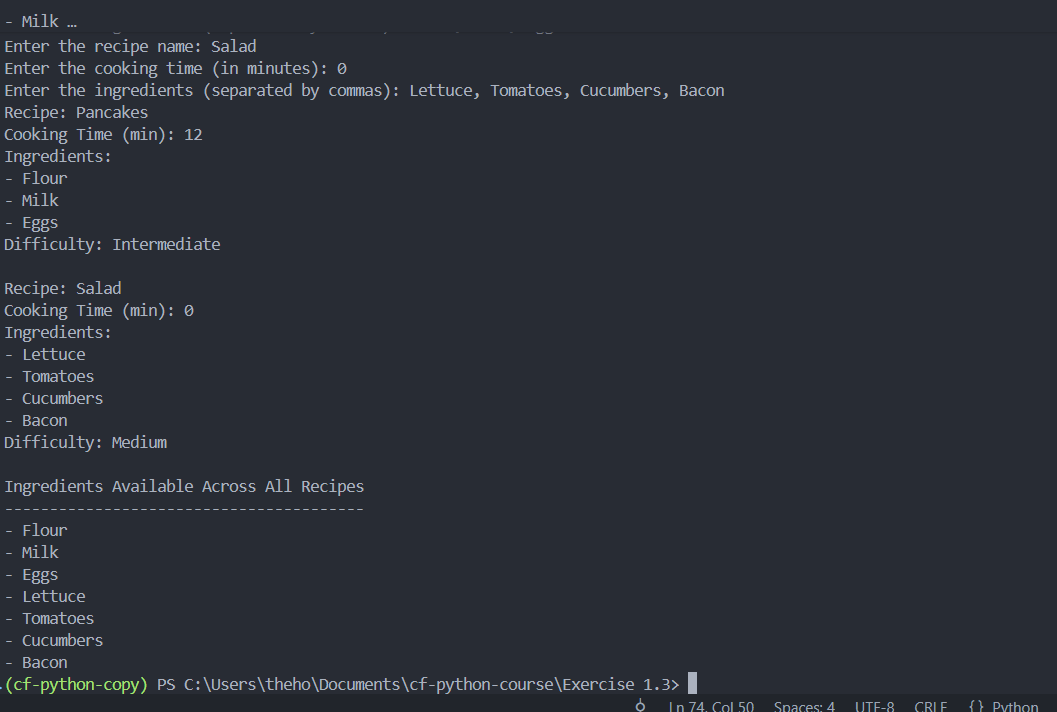 - Milk …
Enter the recipe name: Salad
Enter the cooking time (in minutes): 0
Enter the ingredients (separated by commas): Lettuce, Tomatoes, Cucumbers, Bacon
Recipe: Pancakes
Cooking Time (min): 12
Ingredients:
- Flour
- Milk
- Eggs
Difficulty: Intermediate

Recipe: Salad
Cooking Time (min): 0
Ingredients:
- Lettuce
- Tomatoes
- Cucumbers
- Bacon
Difficulty: Medium

Ingredients Available Across All Recipes
----------------------------------------
- Flour
- Milk
- Eggs
- Lettuce
- Tomatoes
- Cucumbers
- Bacon
(cf-python-copy) PS C:\Users\theho\Documents\cf-python-course\Exercise 1.3>
Ln 74, Col 50 Spaces: 4 UTF-8 CRLF {} Python